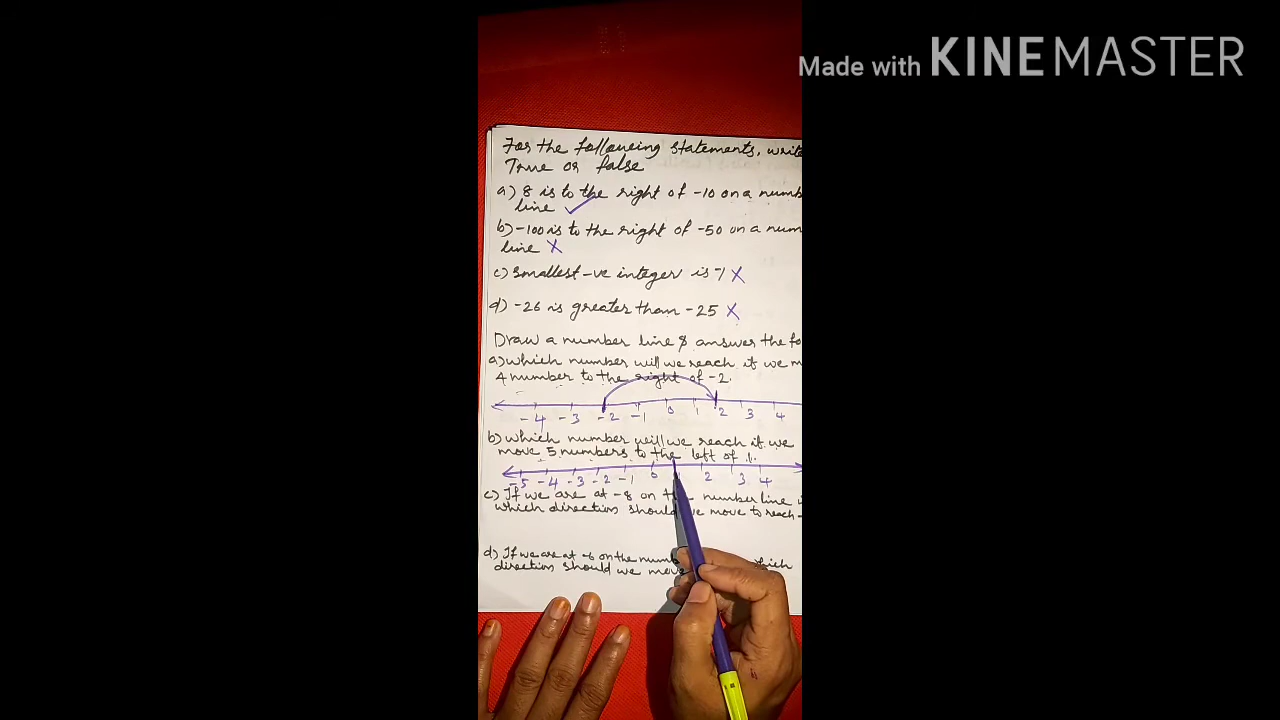 Made with KINEMASTER
For the following statements, write
True or false
a) 8 is to the right of -10 on a numb
line ✓
b) -100 is to the right of -50 on a num
line X
c) smallest -ve integer is -1 X
d) -26 is greater than -25 X
Draw a number line & answer the fo
a) which number will we reach if we m
4 number to the right of -2.
-4 -3 -2 -1 0 1 2 3 4
b) which number will we reach if we
move 5 numbers to the left of 1.
-5 -4 -3 -2 -1 0 2 3 4
c) If we are at -8 on the number line i
which direction should we move to reach -
d) If we are at -6 on the numb which
direction should we move